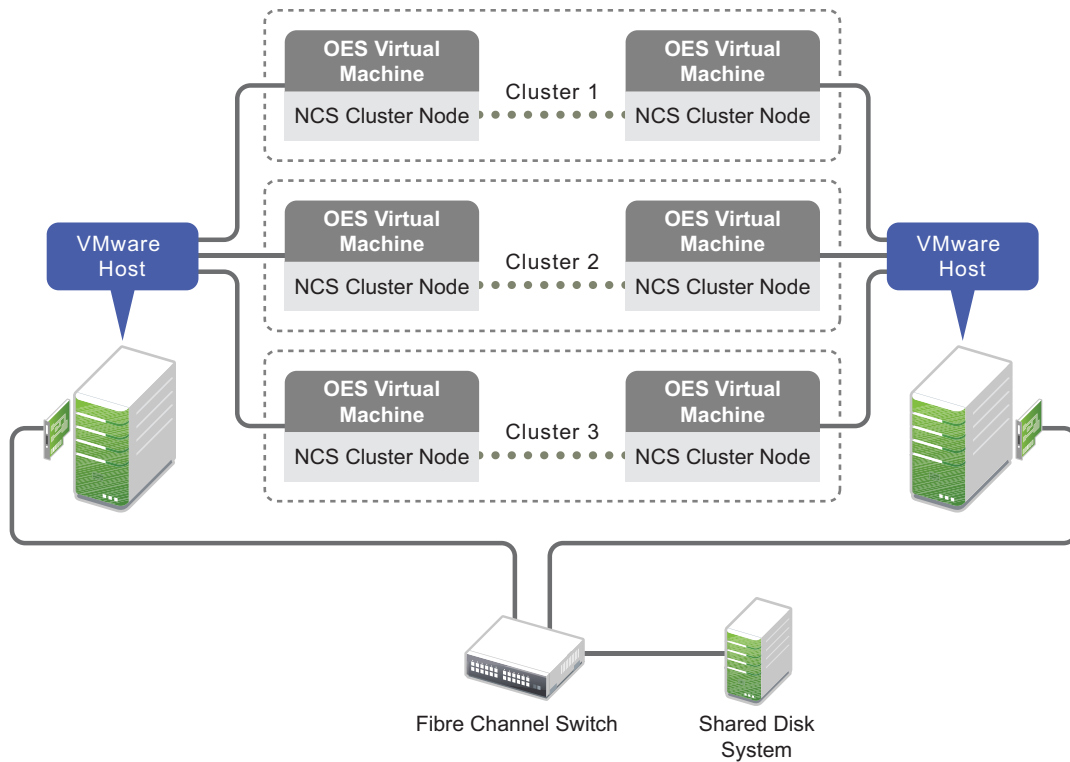 OES Virtual
Machine
NCS Cluster Node
Cluster 1
OES Virtual
Machine
NCS Cluster Node
VMware
Host
OES Virtual
Machine
NCS Cluster Node
Cluster 2
OES Virtual
Machine
NCS Cluster Node
VMware
Host
OES Virtual
Machine
NCS Cluster Node
Cluster 3
OES Virtual
Machine
NCS Cluster Node
Fibre Channel Switch
Shared Disk
System